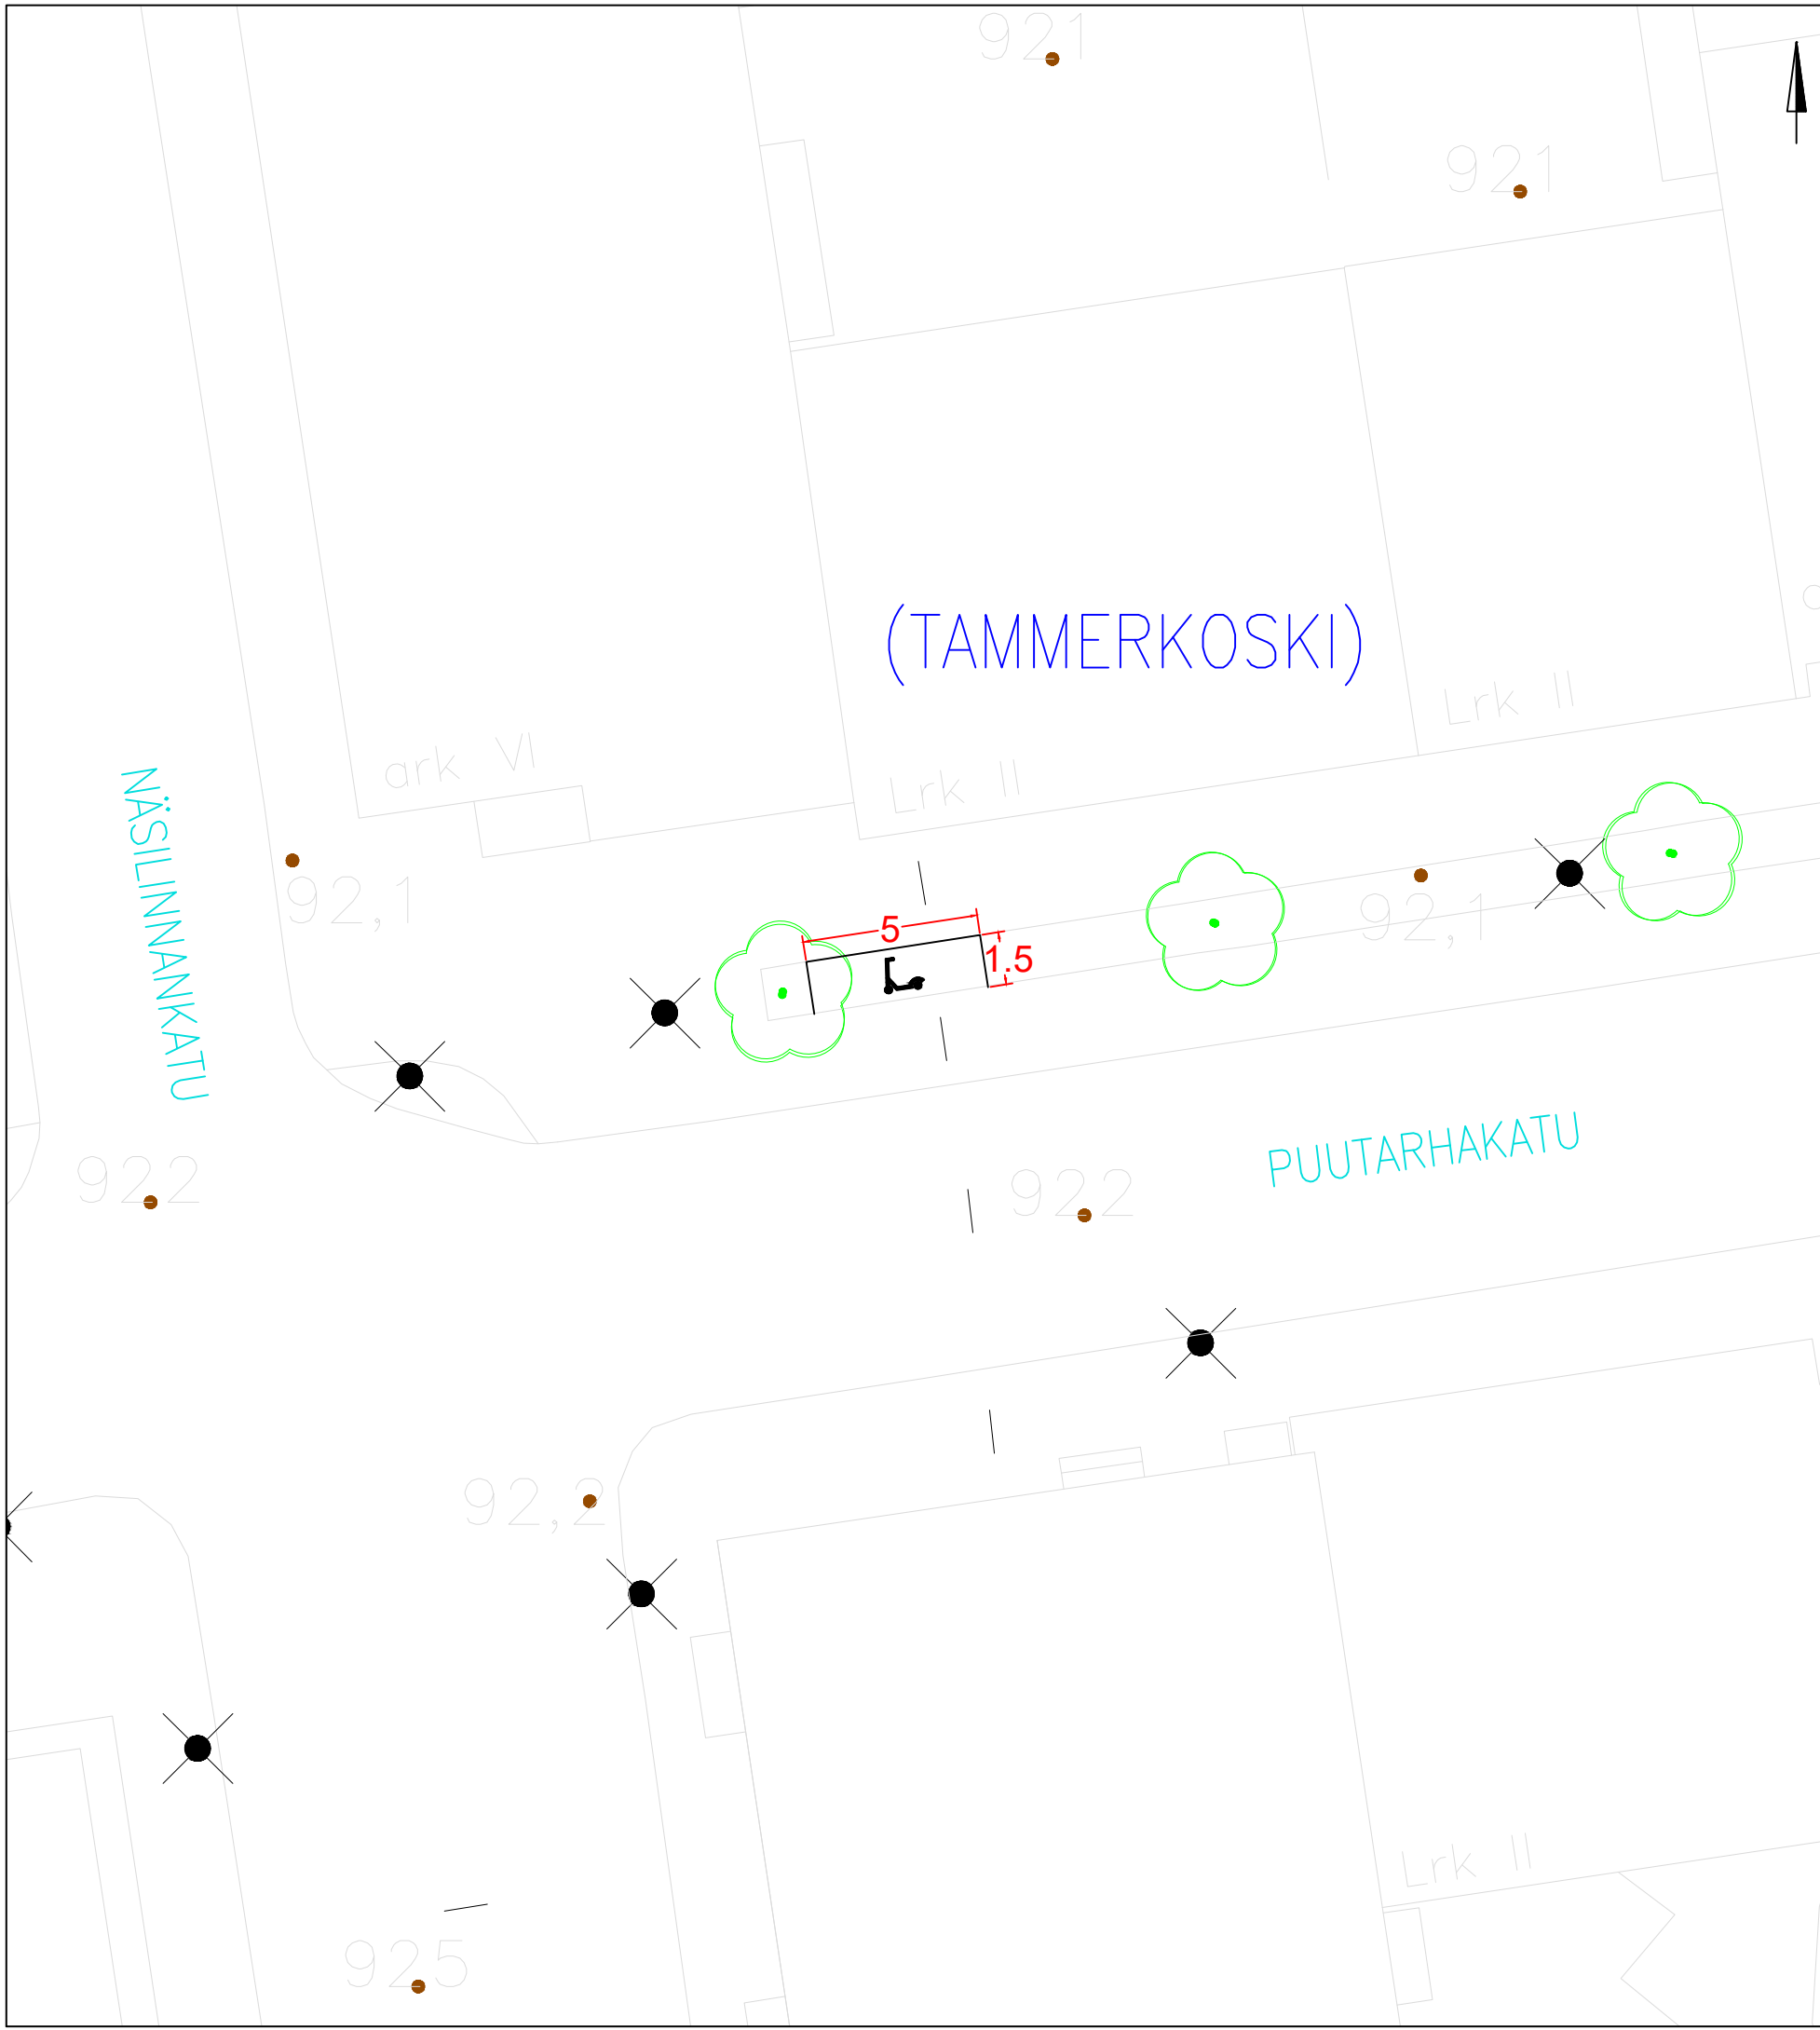 921
921
(TAMMERKOSKI)
Lrk II
ark VI
Lrk II
NÄSILINNANKATU
92,1
92,1
5
1.5
PUUTARHAKATU
922
922
92,2
Lrk II
925